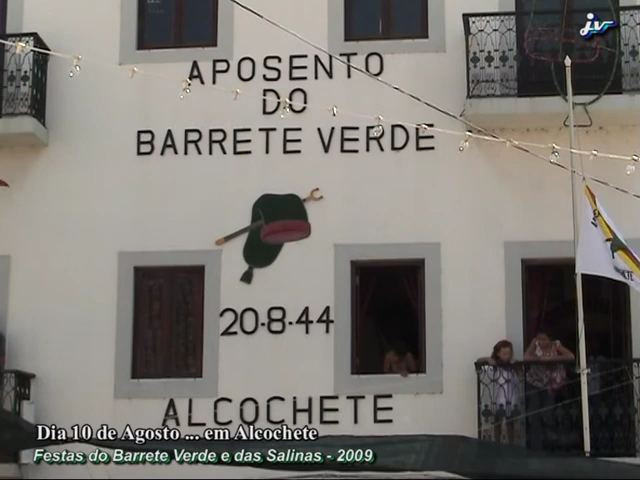 jv
APOSENTO
DO
BARRETE VERDE
20-8-44
ALCOCHETE
Dia 10 de Agosto ... em Alcochete
Festas do Barrete Verde e das Salinas - 2009